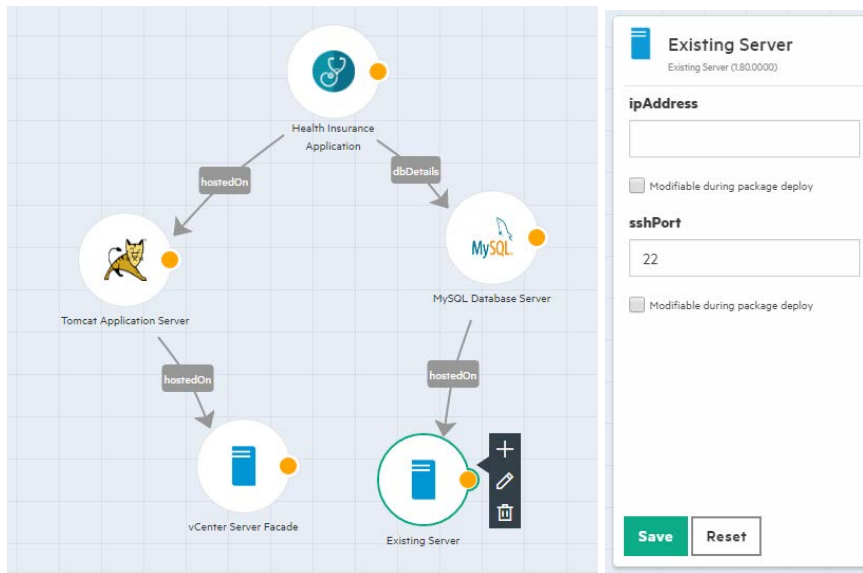 Health Insurance
Application
hostedOn
dbDetails
MySQL
Tomcat Application Server
MySQL Database Server
hostedOn
hostedOn
vCenter Server Facade
Existing Server
Existing Server
Existing Server (1.80.0000)
ipAddress
Modifiable during package deploy
sshPort
22
Modifiable during package deploy
Save
Reset